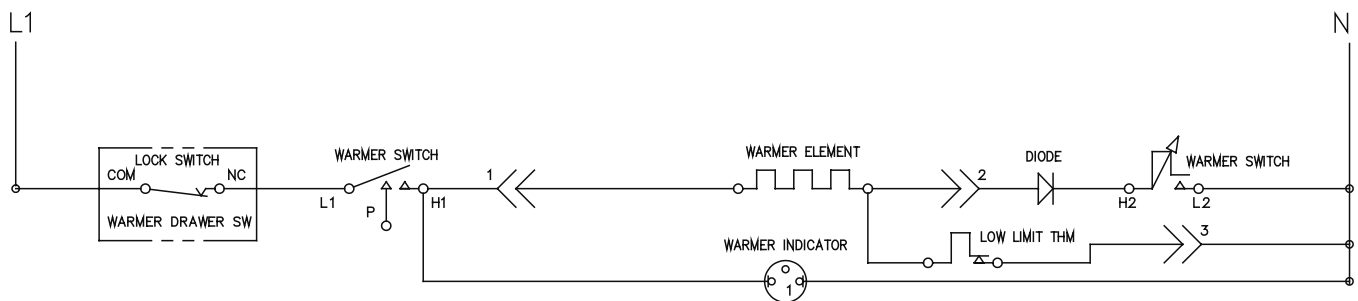 L1
N
LOCK SWITCH
COM
NC
WARMER DRAWER SW
WARMER SWITCH
L1
P
H1
1
WARMER ELEMENT
2
DIODE
WARMER SWITCH
H2
L2
LOW LIMIT THM
3
WARMER INDICATOR
1